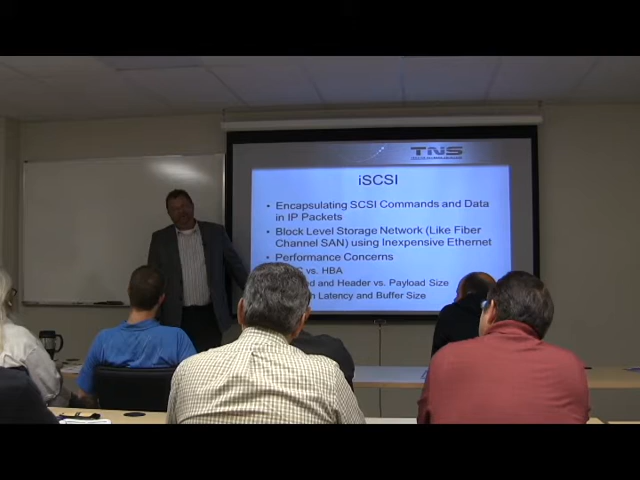 TNS
iSCSI
• Encapsulating SCSI Commands and Data
in IP Packets
• Block Level Storage Network (Like Fiber
Channel SAN) using Inexpensive Ethernet
• Performance Concerns
vs. HBA
and Header vs. Payload Size
Latency and Buffer Size